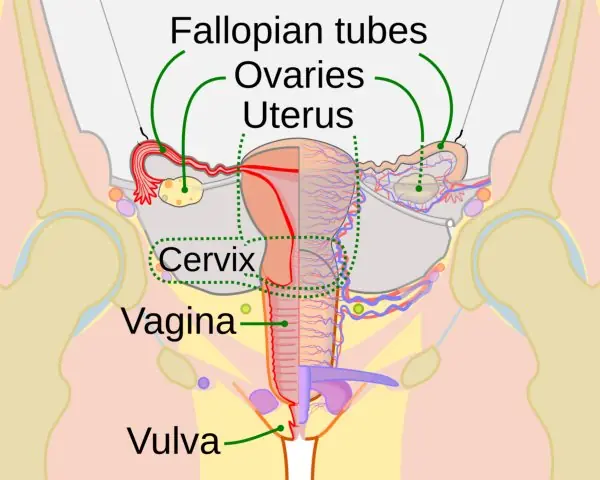 Fallopian tubes
Ovaries
Uterus
Cervix
Vagina
Vulva